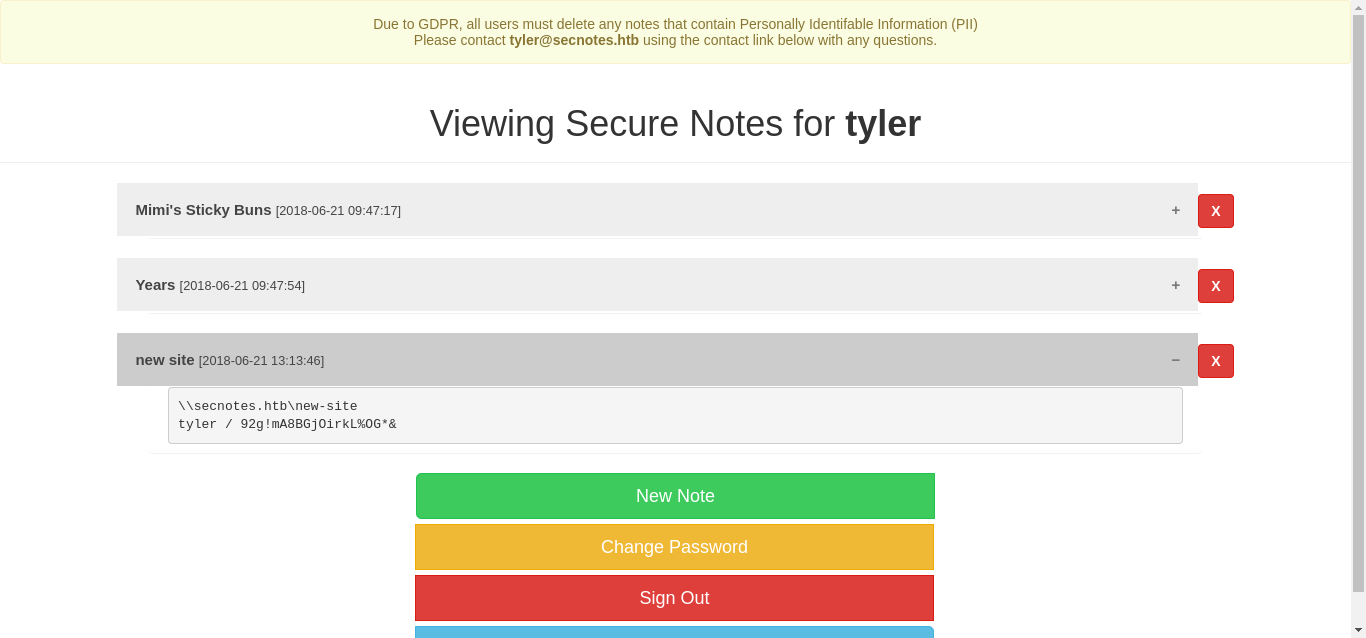 Due to GDPR, all users must delete any notes that contain Personally Identifable Information (PII)
Please contact tyler@secnotes.htb using the contact link below with any questions.
Viewing Secure Notes for tyler
Mimi's Sticky Buns [2018-06-21 09:47:17] + X
Years [2018-06-21 09:47:54] + X
new site [2018-06-21 13:13:46] − X
\\secnotes.htb\new-site
tyler / 92g!mA8BGjOirkL%OG*&
New Note
Change Password
Sign Out